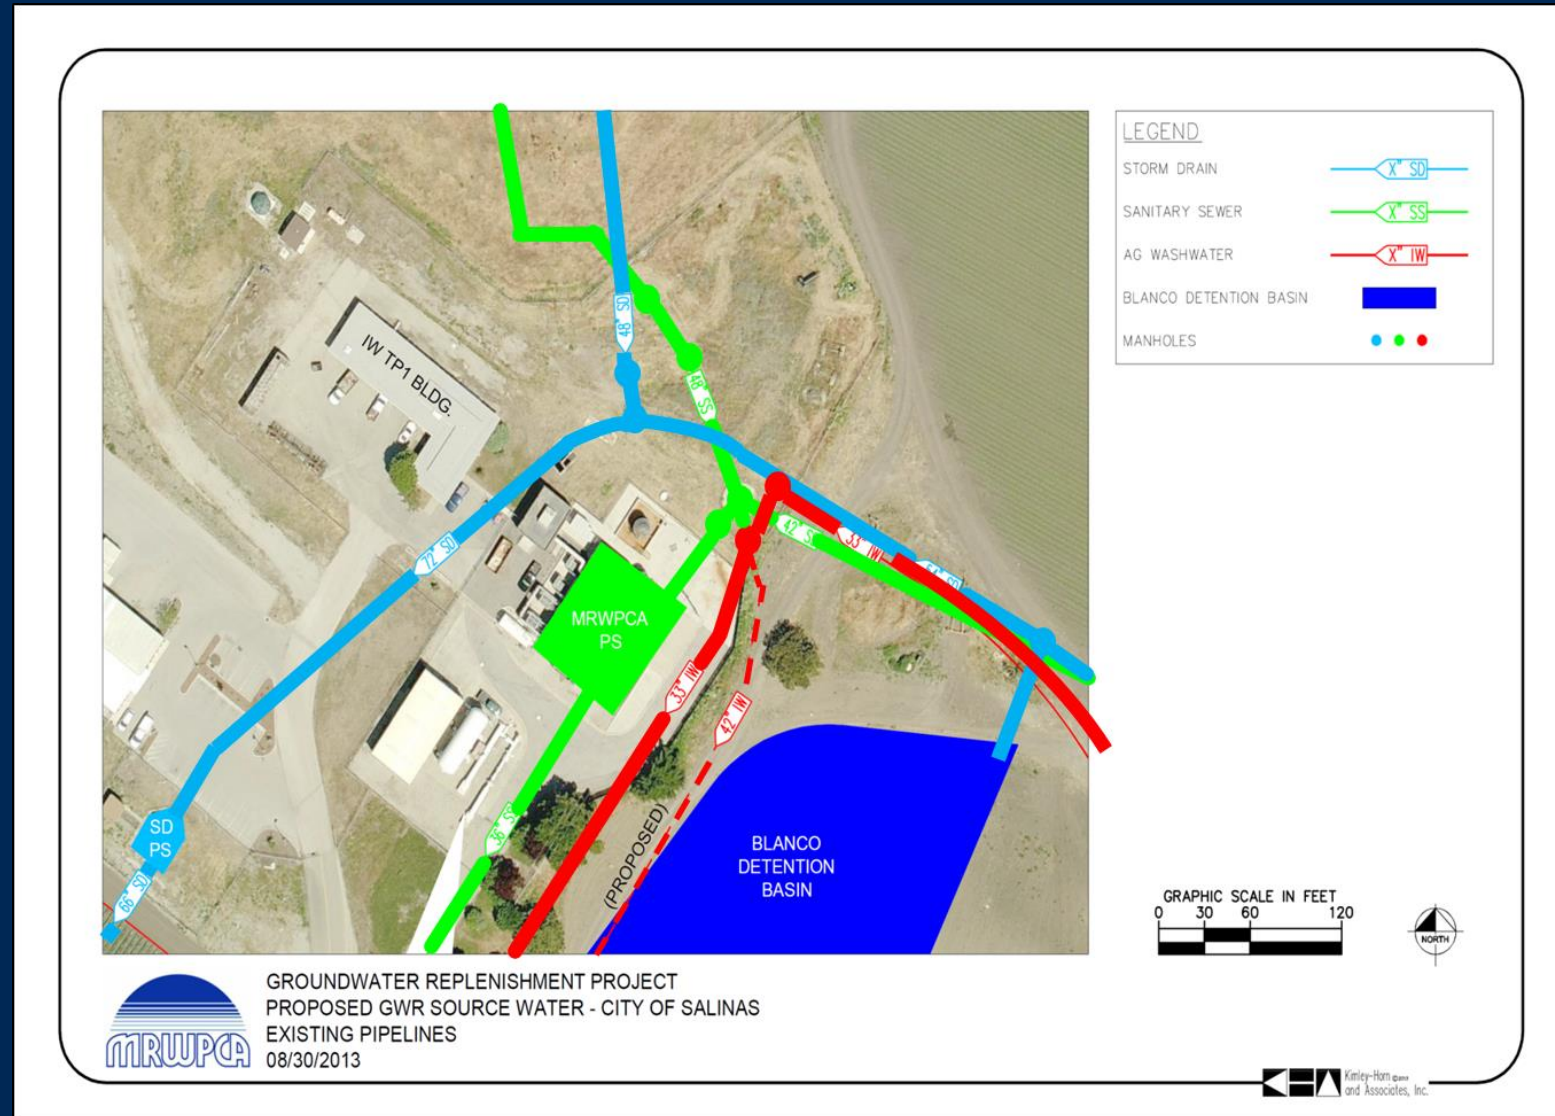 LEGEND
STORM DRAIN
X" SD
SANITARY SEWER
X" SS
AG WASHWATER
X" IW
BLANCO DETENTION BASIN
MANHOLES
48" SD
IW TP1 BLDG.
48" SS
42" S
33" IW
54" SD
72" SD
MRWPCA
PS
33" IW
42" IW
36" SS
(PROPOSED)
SD
PS
66" SD
BLANCO
DETENTION
BASIN
GRAPHIC SCALE IN FEET
0 30 60 120
NORTH
MRWPCA
GROUNDWATER REPLENISHMENT PROJECT
PROPOSED GWR SOURCE WATER - CITY OF SALINAS
EXISTING PIPELINES
08/30/2013
Kimley-Horn
and Associates, Inc.